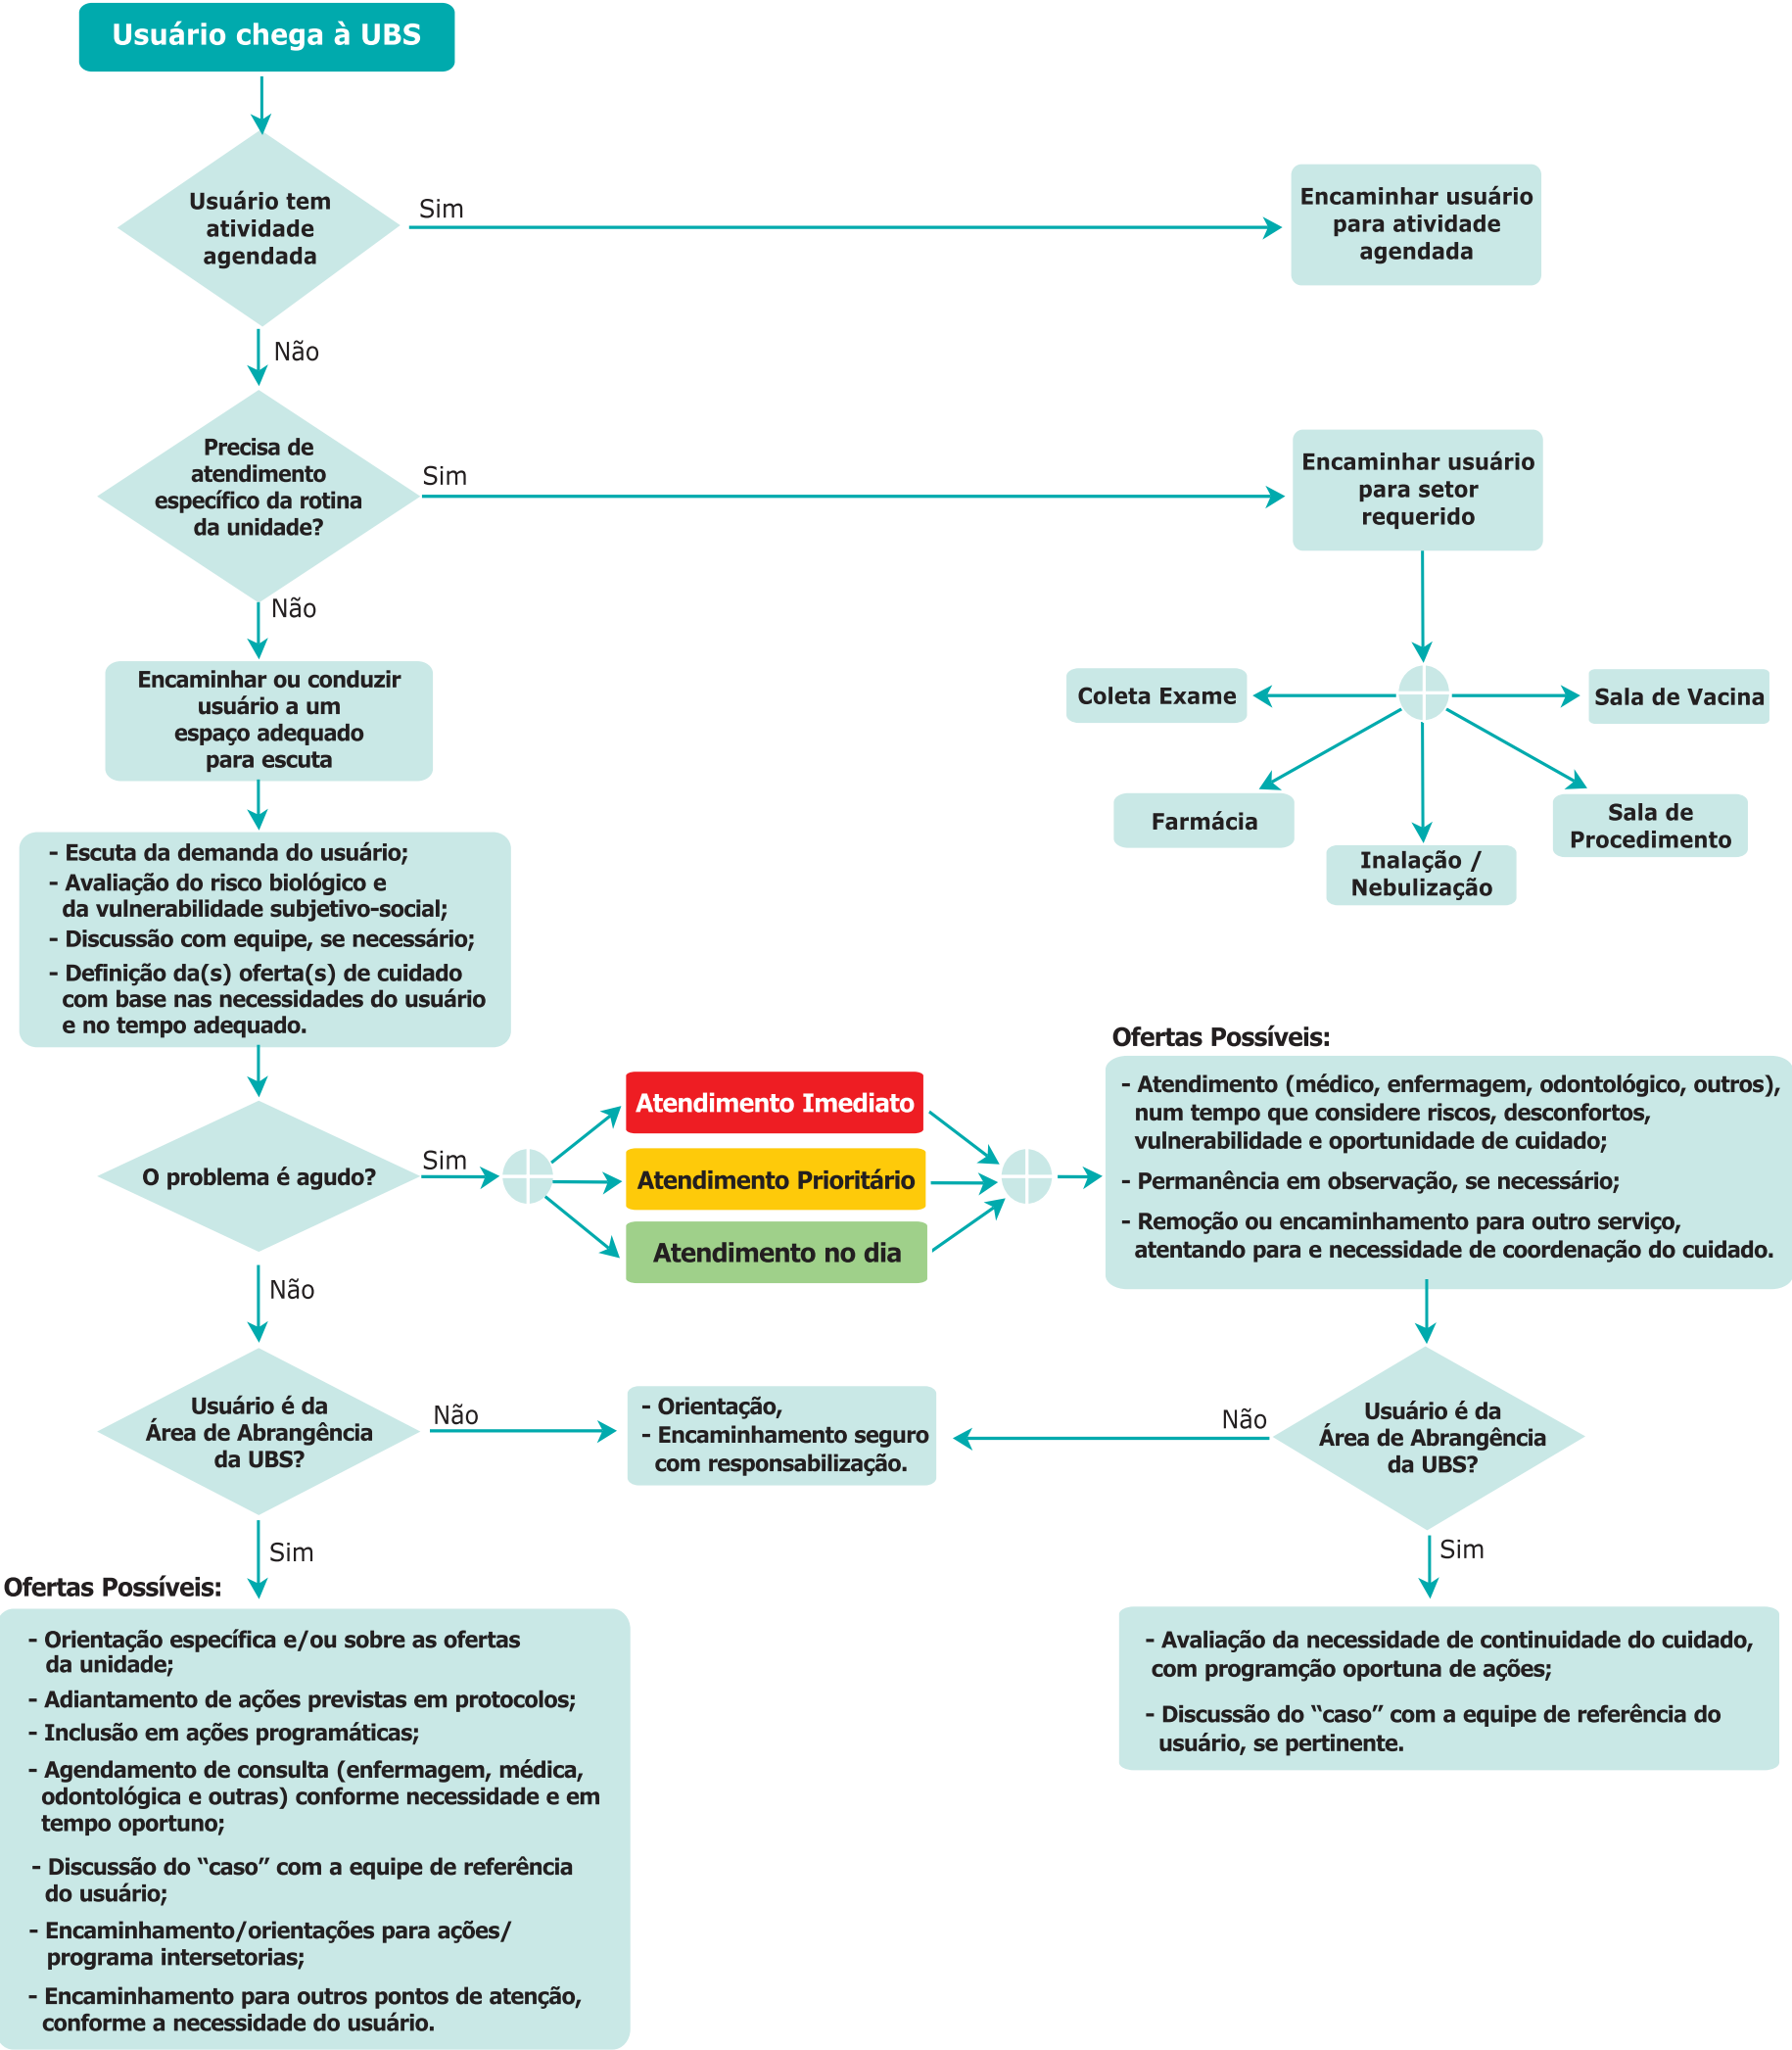 Usuário chega à UBS
Usuário tem
atividade
agendada
Sim
Encaminhar usuário
para atividade
agendada
Não
Precisa de
atendimento
específico da rotina
da unidade?
Sim
Encaminhar usuário
para setor
requerido
Não
Coleta Exame
Sala de Vacina
Farmácia
Inalação /
Nebulização
Sala de
Procedimento
Encaminhar ou conduzir
usuário a um
espaço adequado
para escuta
- Escuta da demanda do usuário;
- Avaliação do risco biológico e
da vulnerabilidade subjetivo-social;
- Discussão com equipe, se necessário;
- Definição da(s) oferta(s) de cuidado
com base nas necessidades do usuário
e no tempo adequado.
O problema é agudo?
Sim
Atendimento Imediato
Atendimento Prioritário
Atendimento no dia
Ofertas Possíveis:
- Atendimento (médico, enfermagem, odontológico, outros),
num tempo que considere riscos, desconfortos,
vulnerabilidade e oportunidade de cuidado;
- Permanência em observação, se necessário;
- Remoção ou encaminhamento para outro serviço,
atentando para e necessidade de coordenação do cuidado.
Não
Usuário é da
Área de Abrangência
da UBS?
Não
- Orientação,
- Encaminhamento seguro
com responsabilização.
Não
Usuário é da
Área de Abrangência
da UBS?
Sim
Ofertas Possíveis:
- Orientação específica e/ou sobre as ofertas
da unidade;
- Adiantamento de ações previstas em protocolos;
- Inclusão em ações programáticas;
- Agendamento de consulta (enfermagem, médica,
odontológica e outras) conforme necessidade e em
tempo oportuno;
- Discussão do “caso” com a equipe de referência
do usuário;
- Encaminhamento/orientações para ações/
programa intersetorias;
- Encaminhamento para outros pontos de atenção,
conforme a necessidade do usuário.
Sim
- Avaliação da necessidade de continuidade do cuidado,
com programção oportuna de ações;
- Discussão do “caso” com a equipe de referência do
usuário, se pertinente.